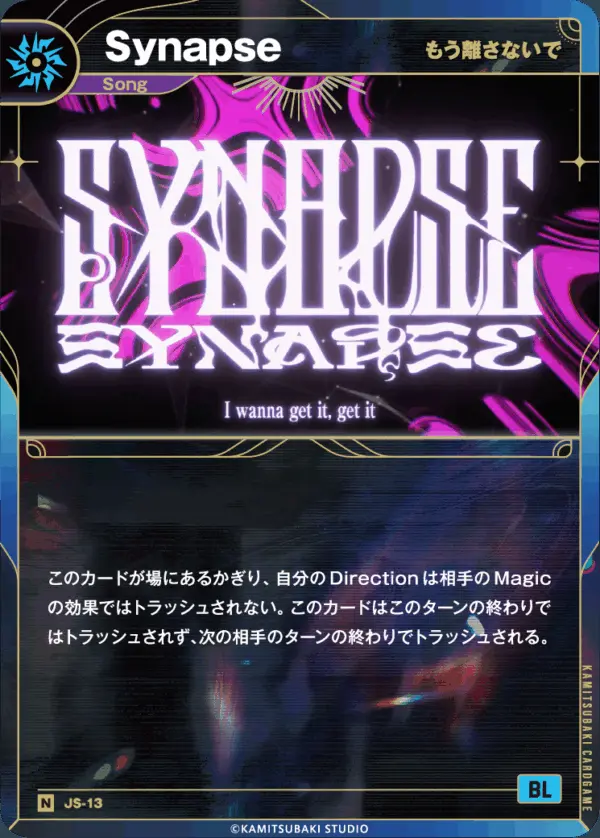 Synapse
もう離さないで
Song
SYNAPSE
SYNAPSE
I wanna get it, get it
このカードが場にあるかぎり、自分のDirectionは相手のMagic
の効果ではトラッシュされない。このカードはこのターンの終わりで
はトラッシュされず、次の相手のターンの終わりでトラッシュされる。
KAMITSUBAKI CARDGAME
BL
N JS-13
©KAMITSUBAKI STUDIO